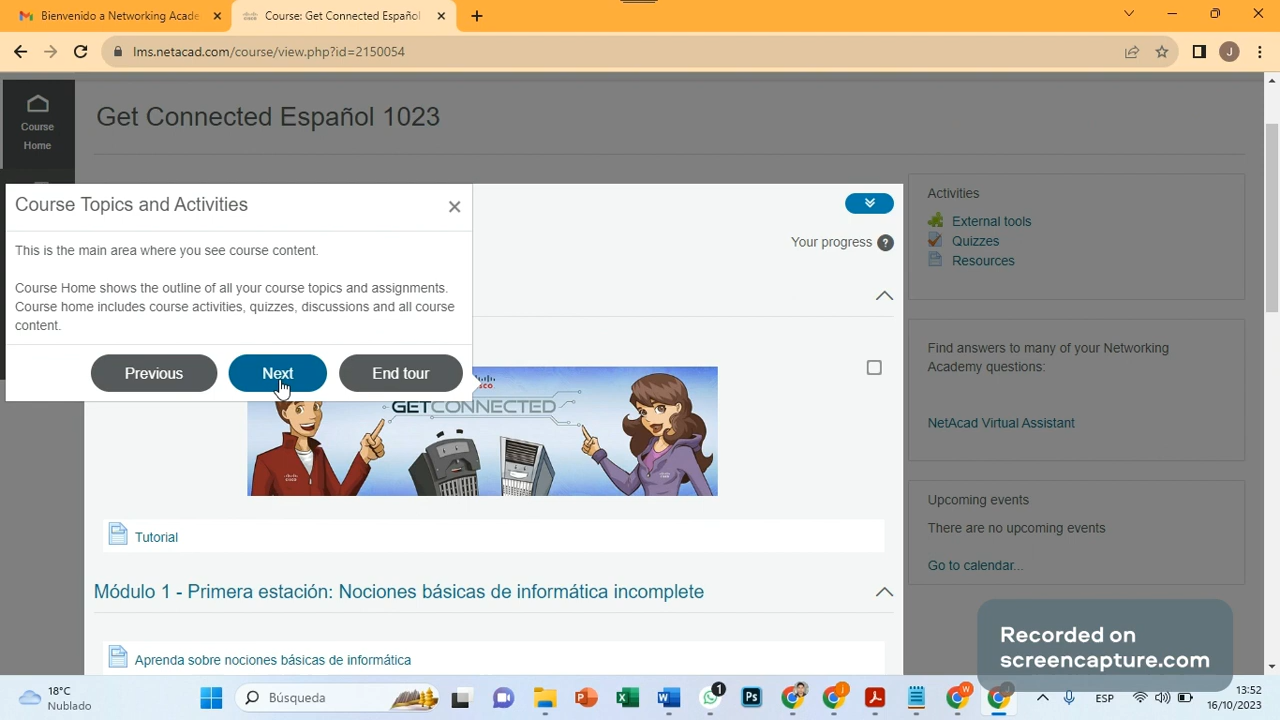 Bienvenido a Networking Acade
Course: Get Connected Español
lms.netacad.com/course/view.php?id=2150054
J
Course
Home
Get Connected Español 1023
Course Topics and Activities
This is the main area where you see course content.
Course Home shows the outline of all your course topics and assignments.
Course home includes course activities, quizzes, discussions and all course
content.
Previous
Next
End tour
Your progress
?
Activities
External tools
Quizzes
Resources
Find answers to many of your Networking
Academy questions:
NetAcad Virtual Assistant
Upcoming events
There are no upcoming events
Go to calendar...
GETCONNECTED
Tutorial
Módulo 1 - Primera estación: Nociones básicas de informática incomplete
Aprenda sobre nociones básicas de informática
Recorded on
screencapture.com
18°C
Nublado
Búsqueda
1
ESP
13:52
16/10/2023